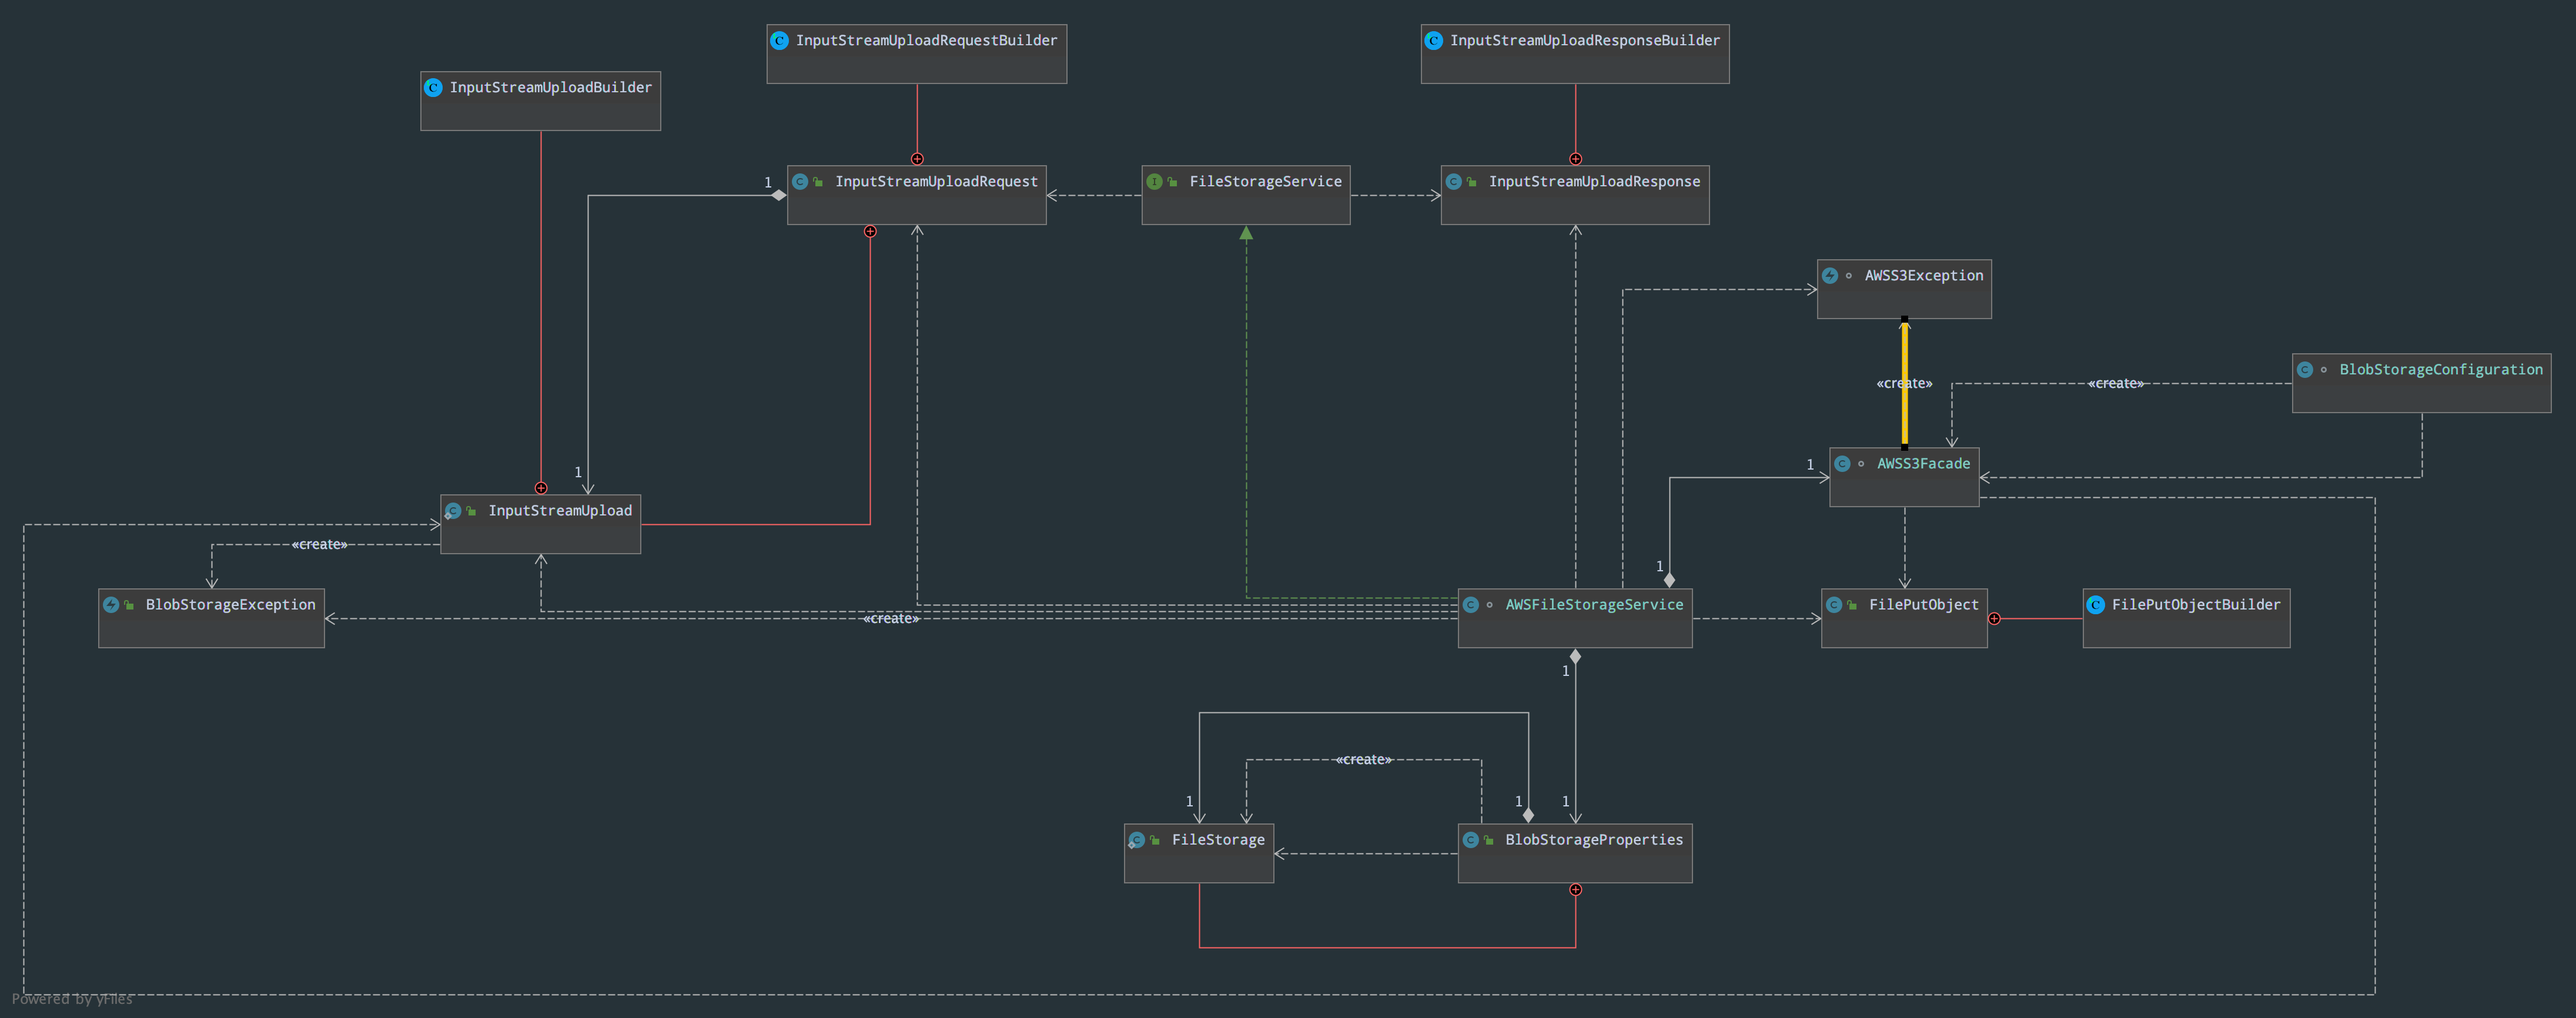 InputStreamUploadRequestBuilder
InputStreamUploadResponseBuilder
InputStreamUploadBuilder
1
InputStreamUploadRequest
FileStorageService
InputStreamUploadResponse
AWSS3Exception
«create»
«create»
BlobStorageConfiguration
1
1
AWSS3Facade
InputStreamUpload
«create»
1
BlobStorageException
«create»
AWSFileStorageService
FilePutObject
FilePutObjectBuilder
1
«create»
1
1
1
FileStorage
BlobStorageProperties
Powered by yFiles